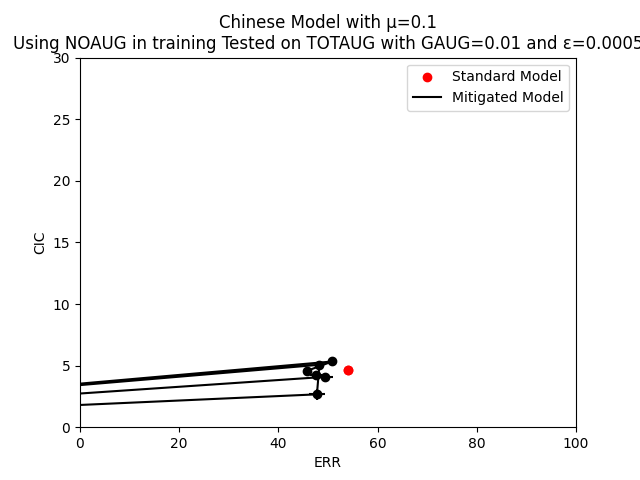 Chinese Model with μ=0.1
Using NOAUG in training Tested on TOTAUG with GAUG=0.01 and ε=0.0005
30
25
20
15
10
5
0
CIC
Standard Model
Mitigated Model
0 20 40 60 80 100
ERR